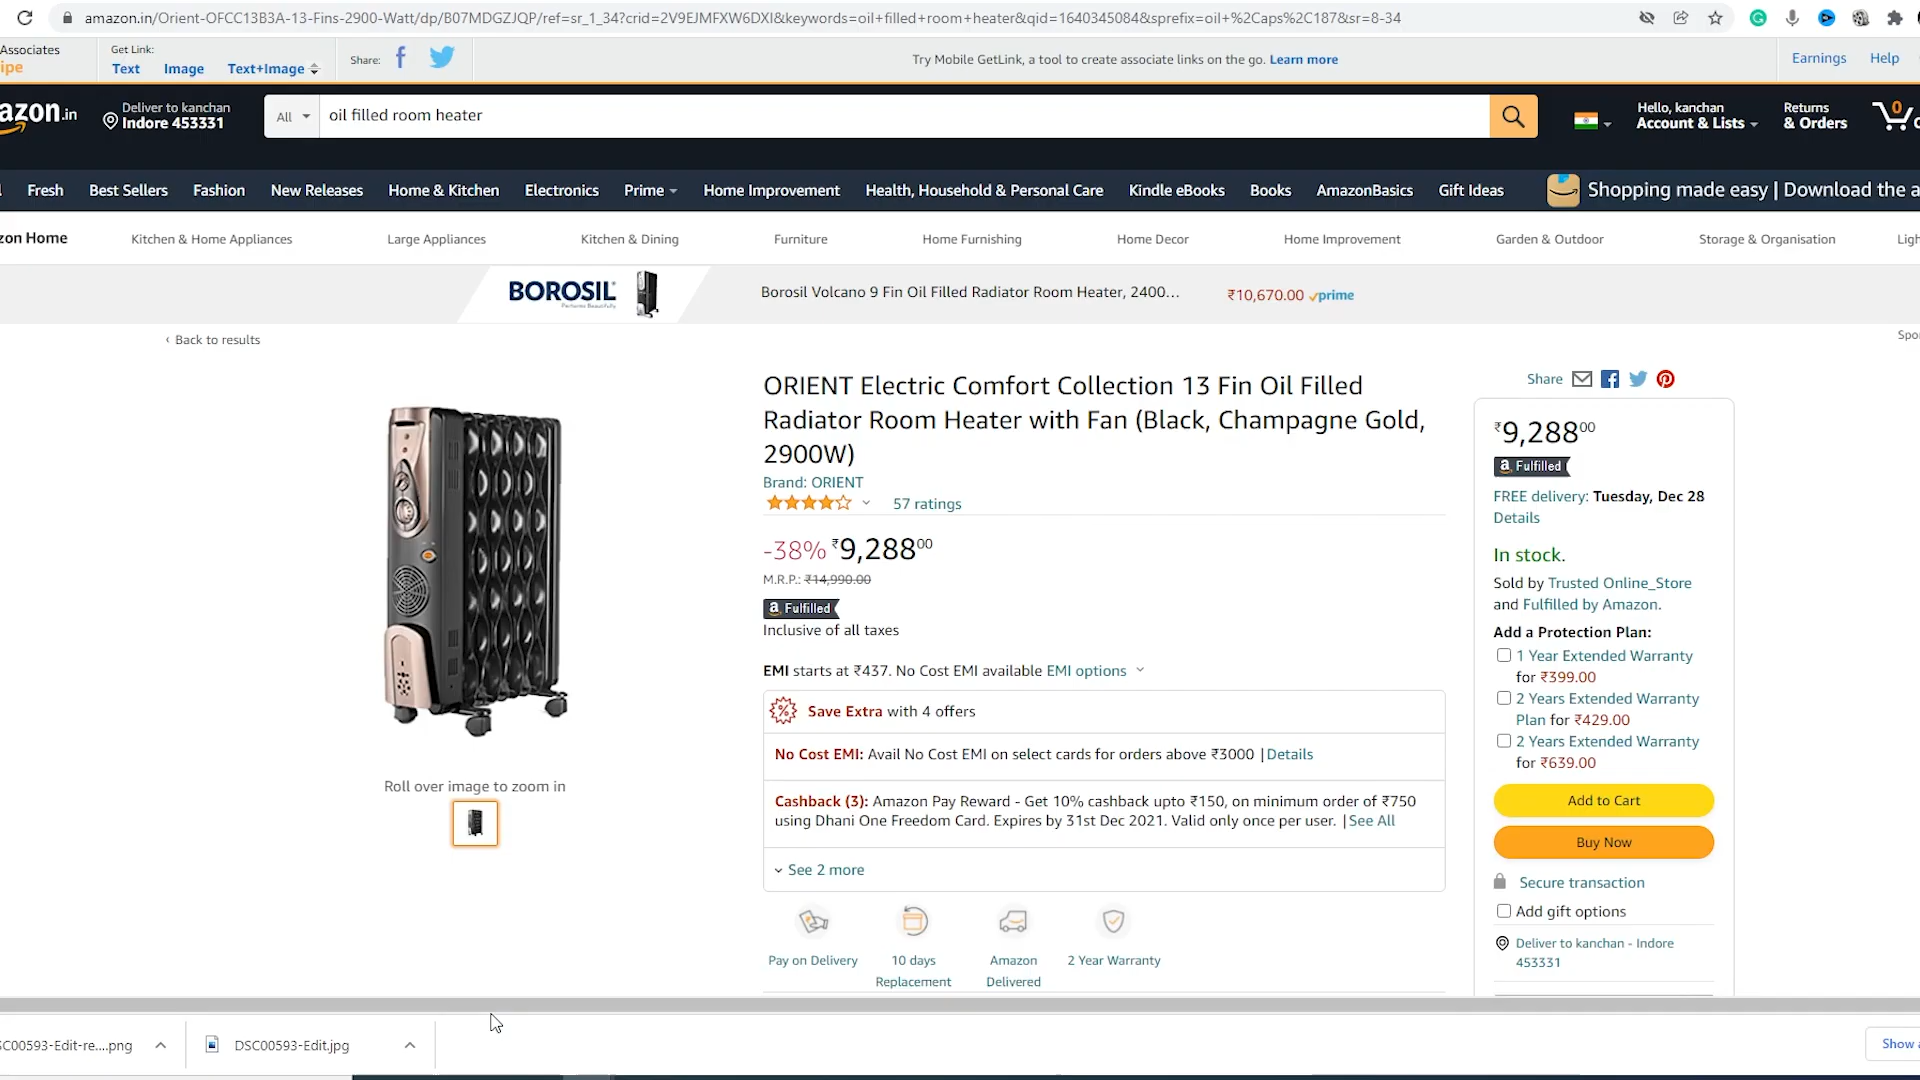 amazon.in/Orient-OFCC13B3A-13-Fins-2900-Watt/dp/B07MDGZJQP/ref=sr_1_34?crid=2V9EJMFXW6DXI&keywords=oil+filled+room+heater&qid=1640345084&sprefix=oil+%2Caps%2C187&sr=8-34
Associates
ipe
Get Link:
Text Image Text+Image
Share:
Try Mobile GetLink, a tool to create associate links on the go. Learn more
Earnings Help
azon.in
Deliver to kanchan
Indore 453331
All
oil filled room heater
Hello, kanchan
Account & Lists
Returns
& Orders
0
Fresh Best Sellers Fashion New Releases Home & Kitchen Electronics Prime Home Improvement Health, Household & Personal Care Kindle eBooks Books AmazonBasics Gift Ideas Shopping made easy | Download the a
zon Home Kitchen & Home Appliances Large Appliances Kitchen & Dining Furniture Home Furnishing Home Decor Home Improvement Garden & Outdoor Storage & Organisation Ligh
BOROSIL
Borosil Volcano 9 Fin Oil Filled Radiator Room Heater, 2400...
₹10,670.00 prime
‹ Back to results
Spo
ORIENT Electric Comfort Collection 13 Fin Oil Filled
Radiator Room Heater with Fan (Black, Champagne Gold,
2900W)
Brand: ORIENT
57 ratings
-38% ₹9,288.00
M.R.P.: ₹14,990.00
a Fulfilled
Inclusive of all taxes
EMI starts at ₹437. No Cost EMI available EMI options
Save Extra with 4 offers
No Cost EMI: Avail No Cost EMI on select cards for orders above ₹3000 |Details
Cashback (3): Amazon Pay Reward - Get 10% cashback upto ₹150, on minimum order of ₹750
using Dhani One Freedom Card. Expires by 31st Dec 2021. Valid only once per user. |See All
See 2 more
Pay on Delivery
10 days
Replacement
Amazon
Delivered
2 Year Warranty
Roll over image to zoom in
Share
₹9,288.00
a Fulfilled
FREE delivery: Tuesday, Dec 28
Details
In stock.
Sold by Trusted Online_Store
and Fulfilled by Amazon.
Add a Protection Plan:
1 Year Extended Warranty
for ₹399.00
2 Years Extended Warranty
Plan for ₹429.00
2 Years Extended Warranty
for ₹639.00
Add to Cart
Buy Now
Secure transaction
Add gift options
Deliver to kanchan - Indore
453331
SC00593-Edit-re....png
DSC00593-Edit.jpg
Show a